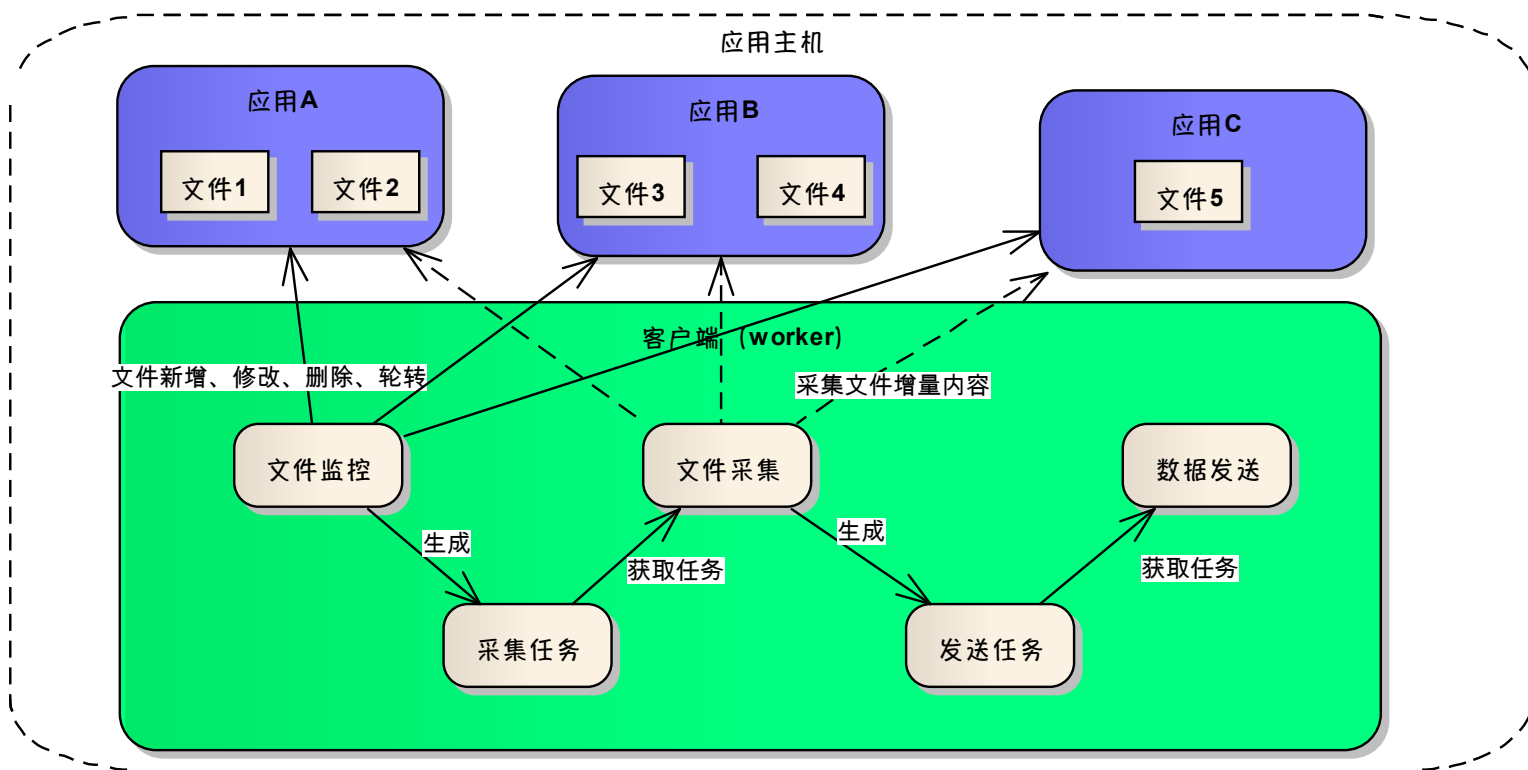 应用主机
应用A
应用B
应用C
文件1
文件2
文件3
文件4
文件5
客户端 （worker）
文件新增、修改、删除、轮转
采集文件增量内容
文件监控
文件采集
数据发送
生成
获取任务
生成
获取任务
采集任务
发送任务